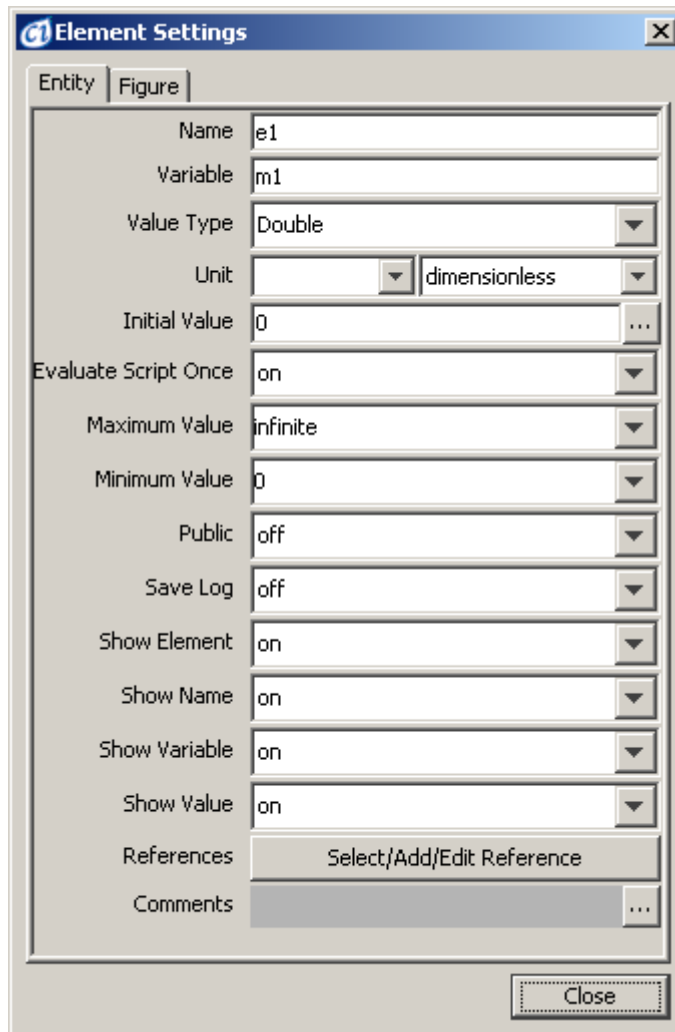 Element Settings
Entity Figure
Name e1
Variable m1
Value Type Double
Unit dimensionless
Initial Value 0 ...
Evaluate Script Once on
Maximum Value infinite
Minimum Value 0
Public off
Save Log off
Show Element on
Show Name on
Show Variable on
Show Value on
References Select/Add/Edit Reference
Comments ...
Close